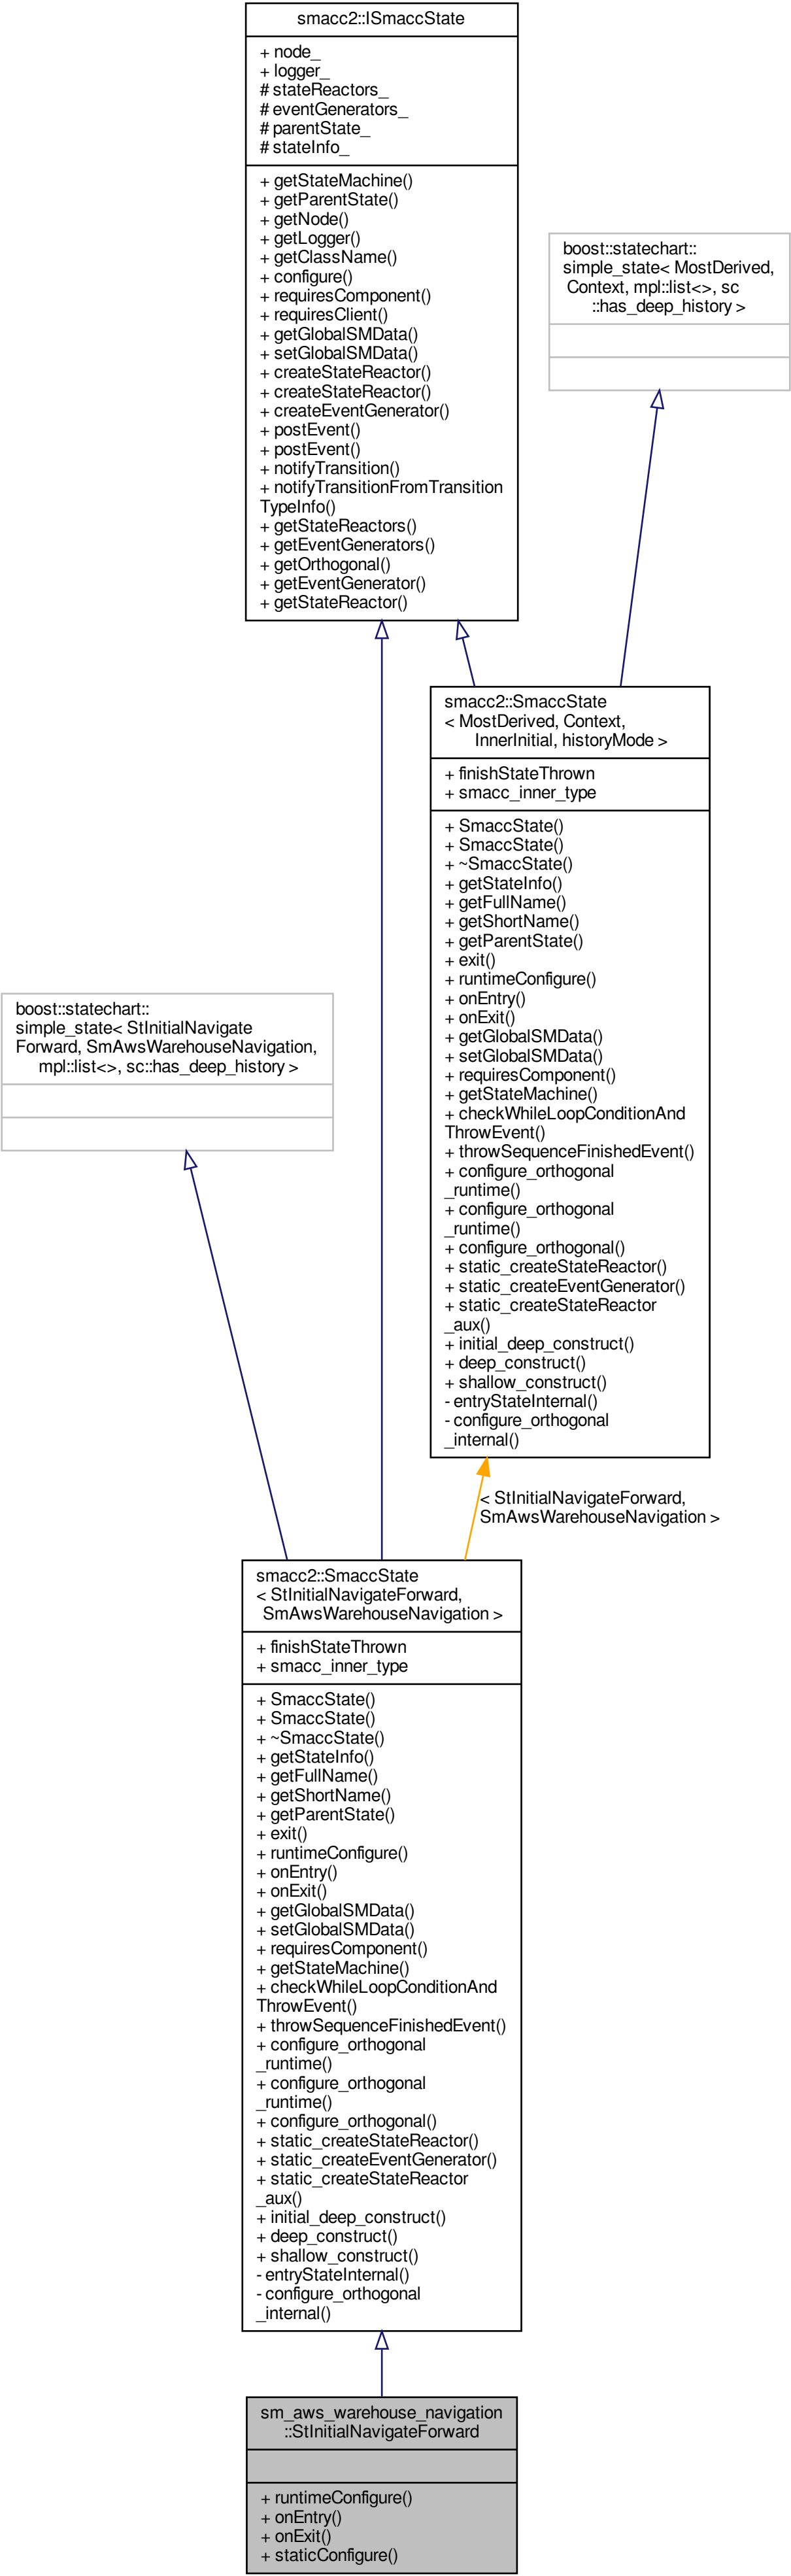 smacc2::ISmaccState
+ node_
+ logger_
# stateReactors_
# eventGenerators_
# parentState_
# stateInfo_
+ getStateMachine()
+ getParentState()
+ getNode()
+ getLogger()
+ getClassName()
+ configure()
+ requiresComponent()
+ requiresClient()
+ getGlobalSMData()
+ setGlobalSMData()
+ createStateReactor()
+ createStateReactor()
+ createEventGenerator()
+ postEvent()
+ postEvent()
+ notifyTransition()
+ notifyTransitionFromTransition
TypeInfo()
+ getStateReactors()
+ getEventGenerators()
+ getOrthogonal()
+ getEventGenerator()
+ getStateReactor()
boost::statechart::
simple_state< MostDerived,
Context, mpl::list<>, sc
::has_deep_history >
smacc2::SmaccState
< MostDerived, Context,
InnerInitial, historyMode >
+ finishStateThrown
+ smacc_inner_type
+ SmaccState()
+ SmaccState()
+ ~SmaccState()
+ getStateInfo()
+ getFullName()
+ getShortName()
+ getParentState()
+ exit()
+ runtimeConfigure()
+ onEntry()
+ onExit()
+ getGlobalSMData()
+ setGlobalSMData()
+ requiresComponent()
+ getStateMachine()
+ checkWhileLoopConditionAnd
ThrowEvent()
+ throwSequenceFinishedEvent()
+ configure_orthogonal
_runtime()
+ configure_orthogonal
_runtime()
+ configure_orthogonal()
+ static_createStateReactor()
+ static_createEventGenerator()
+ static_createStateReactor
_aux()
+ initial_deep_construct()
+ deep_construct()
+ shallow_construct()
- entryStateInternal()
- configure_orthogonal
_internal()
boost::statechart::
simple_state< StInitialNavigate
Forward, SmAwsWarehouseNavigation,
mpl::list<>, sc::has_deep_history >
< StInitialNavigateForward,
SmAwsWarehouseNavigation >
smacc2::SmaccState
< StInitialNavigateForward,
SmAwsWarehouseNavigation >
+ finishStateThrown
+ smacc_inner_type
+ SmaccState()
+ SmaccState()
+ ~SmaccState()
+ getStateInfo()
+ getFullName()
+ getShortName()
+ getParentState()
+ exit()
+ runtimeConfigure()
+ onEntry()
+ onExit()
+ getGlobalSMData()
+ setGlobalSMData()
+ requiresComponent()
+ getStateMachine()
+ checkWhileLoopConditionAnd
ThrowEvent()
+ throwSequenceFinishedEvent()
+ configure_orthogonal
_runtime()
+ configure_orthogonal
_runtime()
+ configure_orthogonal()
+ static_createStateReactor()
+ static_createEventGenerator()
+ static_createStateReactor
_aux()
+ initial_deep_construct()
+ deep_construct()
+ shallow_construct()
- entryStateInternal()
- configure_orthogonal
_internal()
sm_aws_warehouse_navigation
::StInitialNavigateForward
+ runtimeConfigure()
+ onEntry()
+ onExit()
+ staticConfigure()